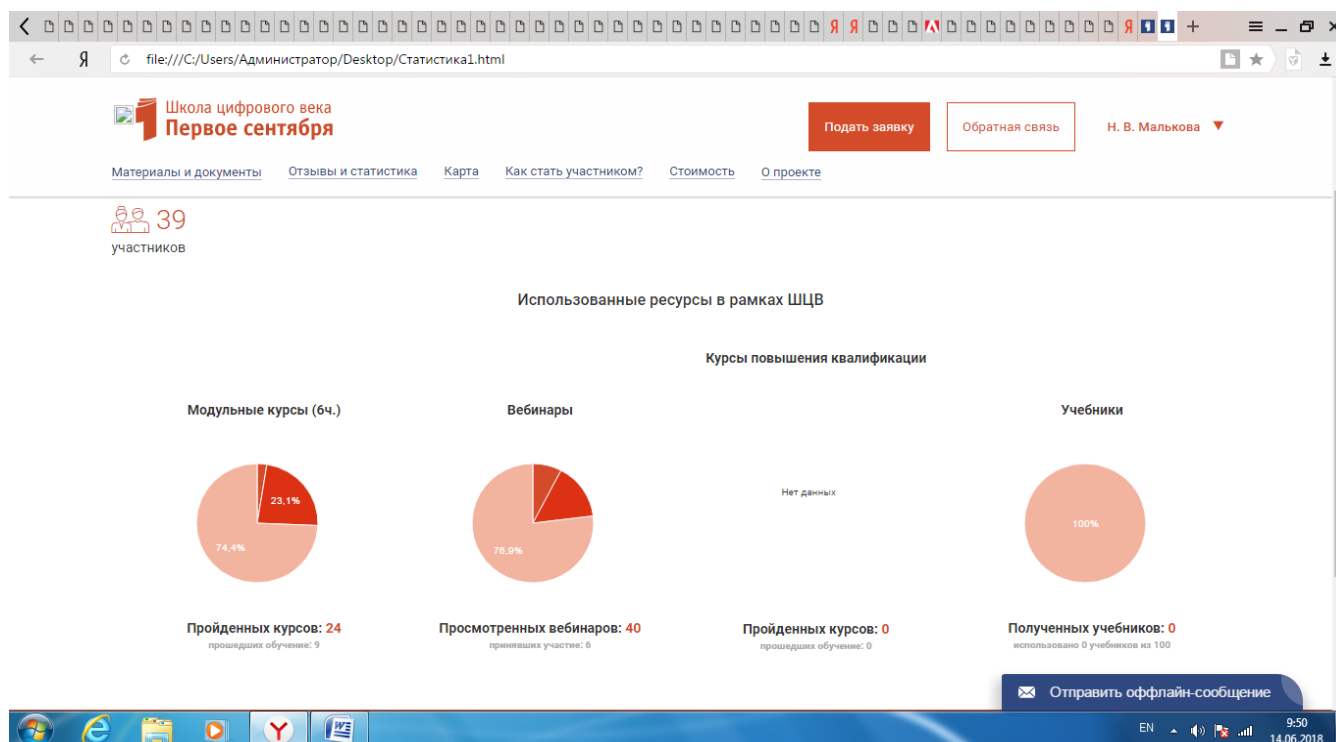 file:///C:/Users/Администратор/Desktop/Статистика1.html
Школа цифрового века
Первое сентября
Подать заявку
Обратная связь
Н. В. Малькова
Материалы и документы Отзывы и статистика Карта Как стать участником? Стоимость О проекте
39
участников
Использованные ресурсы в рамках ШЦВ
Курсы повышения квалификации
Модульные курсы (6ч.) Вебинары Учебники
23,1%
74,4%
76,9%
Нет данных
100%
Пройденных курсов: 24
прошедших обучение: 9
Просмотренных вебинаров: 40
принявших участие: 6
Пройденных курсов: 0
прошедших обучение: 0
Полученных учебников: 0
использовано 0 учебников из 100
Отправить оффлайн-сообщение
EN
9:50
14.06.2018